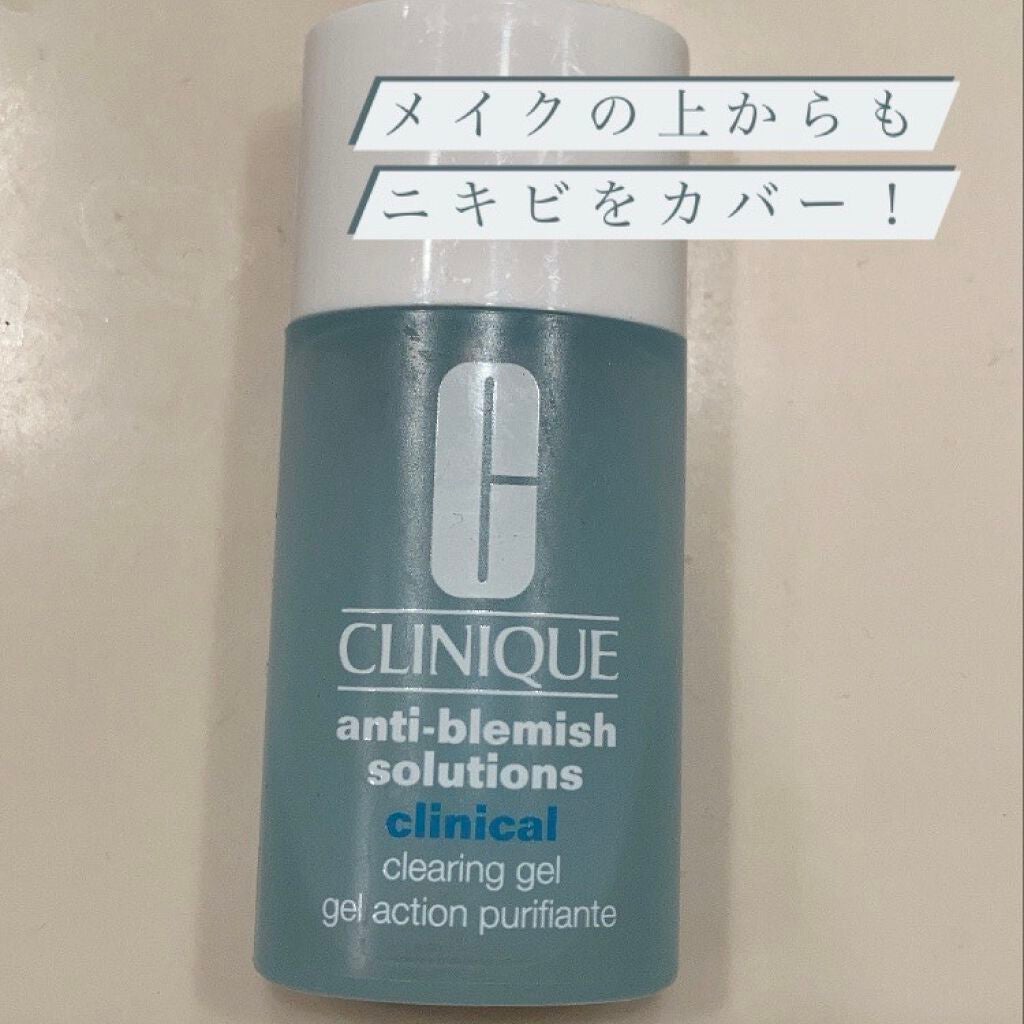 メイクの上からも
ニキビをカバー！
C
CLINIQUE
anti-blemish
solutions
clinical
clearing gel
gel action purifiante